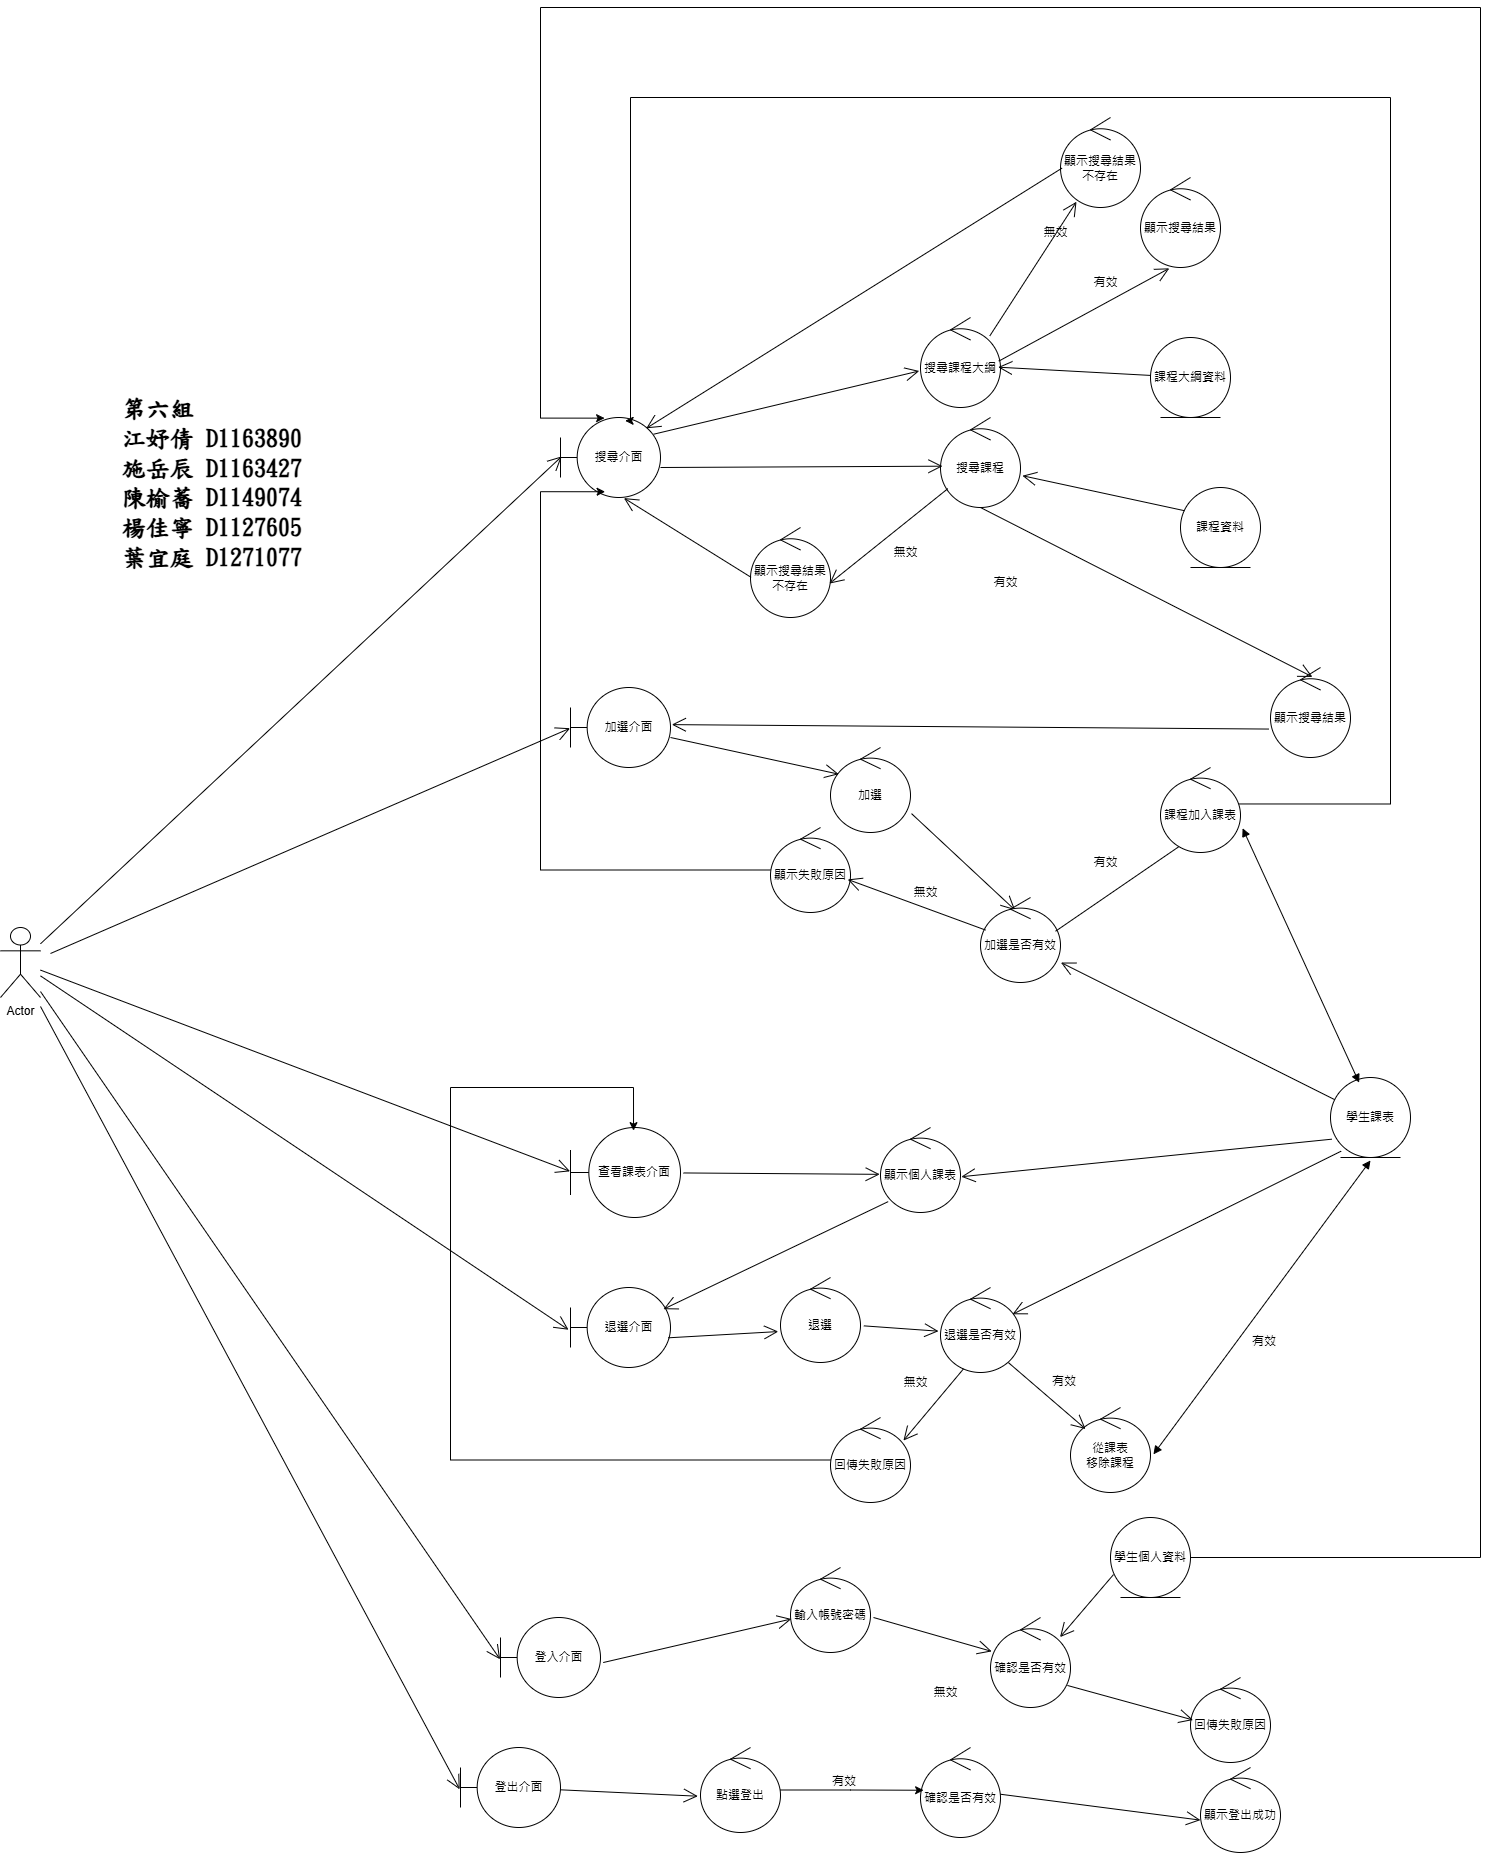 顯示搜尋結果
不存在
顯示搜尋結果
無效
有效
搜尋課程大綱
課程大綱資料
第六組
江妤倩 D1163890
施岳辰 D1163427
陳榆蕎 D1149074
楊佳寧 D1127605
葉宜庭 D1271077
搜尋介面
搜尋課程
課程資料
無效
顯示搜尋結果
不存在
有效
顯示搜尋結果
加選介面
加選
課程加入課表
有效
顯示失敗原因
無效
加選是否有效
Actor
學生課表
查看課表介面
顯示個人課表
退選介面
退選
退選是否有效
有效
無效
有效
從課表
移除課程
回傳失敗原因
學生個人資料
輸入帳號密碼
登入介面
確認是否有效
無效
回傳失敗原因
登出介面
點選登出
有效
確認是否有效
顯示登出成功